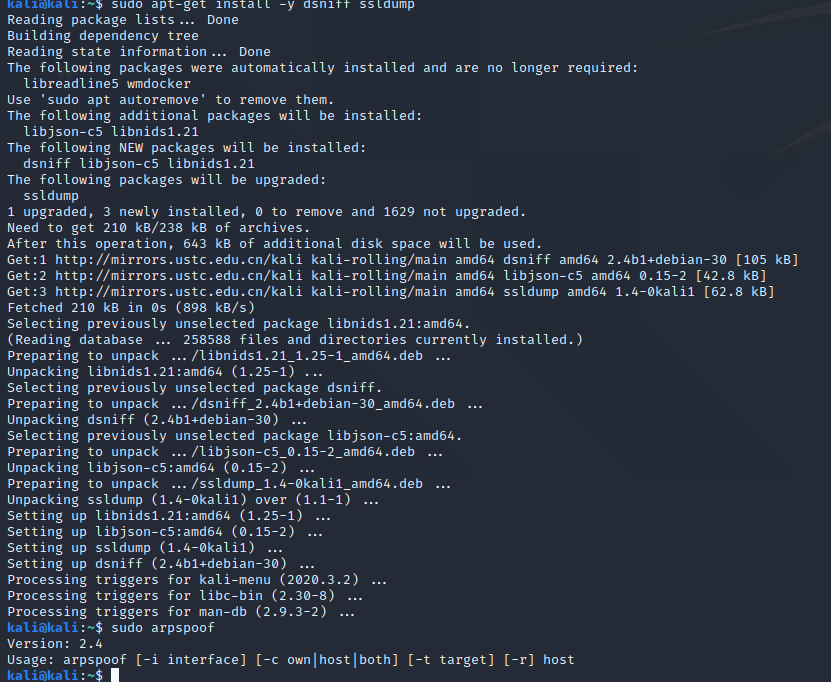 kali@kali:~$ sudo apt-get install -y dsniff ssldump
Reading package lists... Done
Building dependency tree
Reading state information... Done
The following packages were automatically installed and are no longer required:
  libreadline5 wmdocker
Use 'sudo apt autoremove' to remove them.
The following additional packages will be installed:
  libjson-c5 libnids1.21
The following NEW packages will be installed:
  dsniff libjson-c5 libnids1.21
The following packages will be upgraded:
  ssldump
1 upgraded, 3 newly installed, 0 to remove and 1629 not upgraded.
Need to get 210 kB/238 kB of archives.
After this operation, 643 kB of additional disk space will be used.
Get:1 http://mirrors.ustc.edu.cn/kali kali-rolling/main amd64 dsniff amd64 2.4b1+debian-30 [105 kB]
Get:2 http://mirrors.ustc.edu.cn/kali kali-rolling/main amd64 libjson-c5 amd64 0.15-2 [42.8 kB]
Get:3 http://mirrors.ustc.edu.cn/kali kali-rolling/main amd64 ssldump amd64 1.4-0kali1 [62.8 kB]
Fetched 210 kB in 0s (898 kB/s)
Selecting previously unselected package libnids1.21:amd64.
(Reading database ... 258588 files and directories currently installed.)
Preparing to unpack .../libnids1.21_1.25-1_amd64.deb ...
Unpacking libnids1.21:amd64 (1.25-1) ...
Selecting previously unselected package dsniff.
Preparing to unpack .../dsniff_2.4b1+debian-30_amd64.deb ...
Unpacking dsniff (2.4b1+debian-30) ...
Selecting previously unselected package libjson-c5:amd64.
Preparing to unpack .../libjson-c5_0.15-2_amd64.deb ...
Unpacking libjson-c5:amd64 (0.15-2) ...
Preparing to unpack .../ssldump_1.4-0kali1_amd64.deb ...
Unpacking ssldump (1.4-0kali1) over (1.1-1) ...
Setting up libnids1.21:amd64 (1.25-1) ...
Setting up libjson-c5:amd64 (0.15-2) ...
Setting up ssldump (1.4-0kali1) ...
Setting up dsniff (2.4b1+debian-30) ...
Processing triggers for kali-menu (2020.3.2) ...
Processing triggers for libc-bin (2.30-8) ...
Processing triggers for man-db (2.9.3-2) ...
kali@kali:~$ sudo arpspoof
Version: 2.4
Usage: arpspoof [-i interface] [-c own|host|both] [-t target] [-r] host
kali@kali:~$